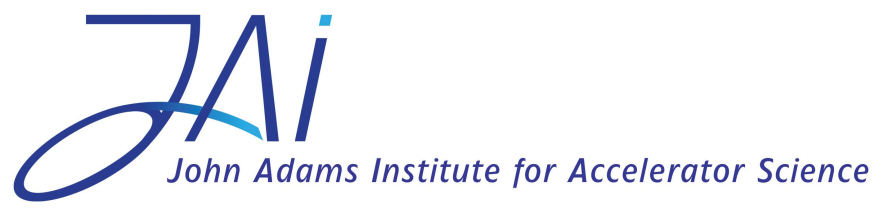 JAi
John Adams Institute for Accelerator Science